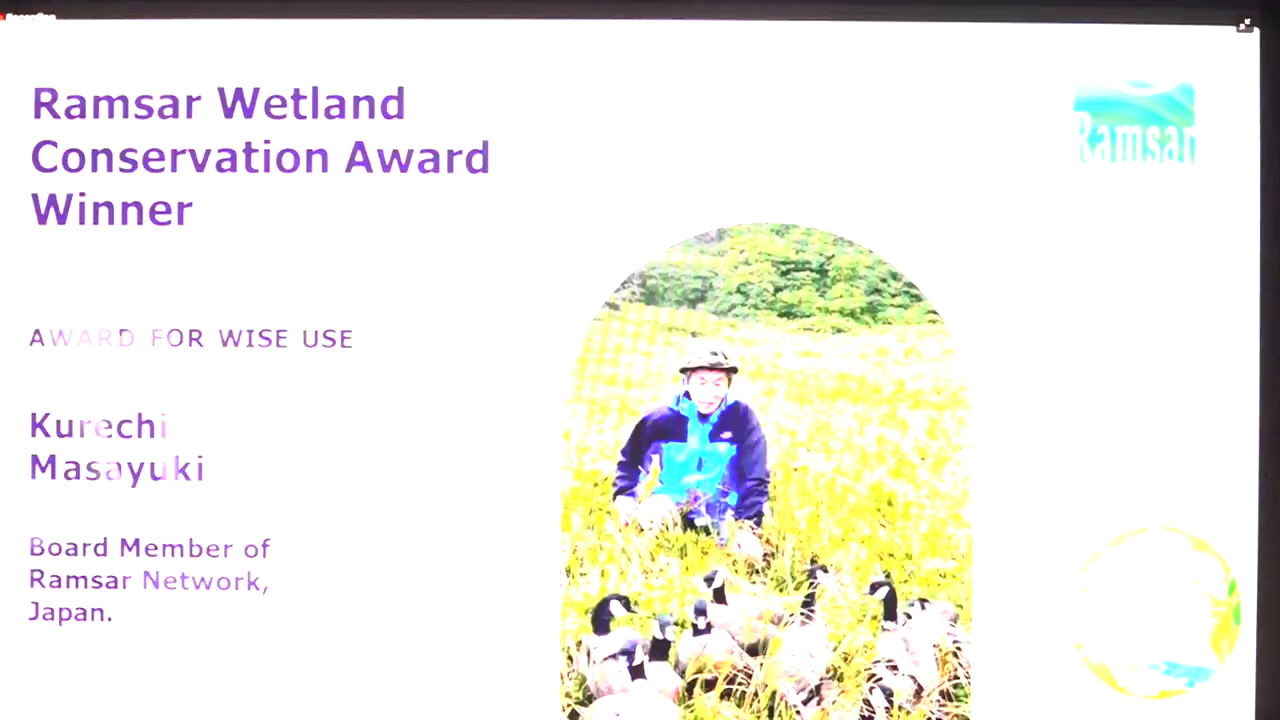 Ramsar Wetland
Conservation Award
Winner
Ramsar
AWARD FOR WISE USE
Kurechi
Masayuki
Board Member of
Ramsar Network,
Japan.